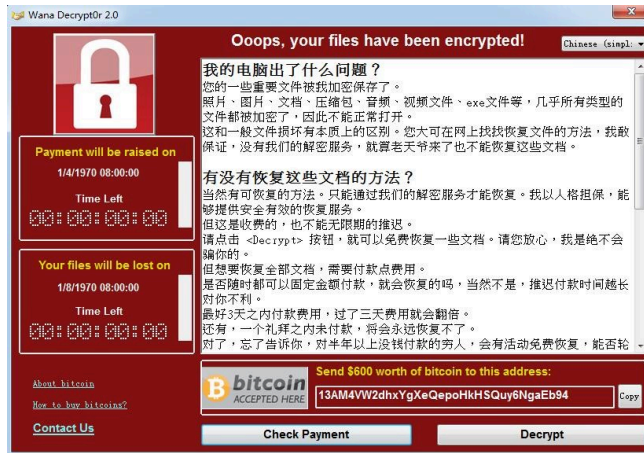 Wana Decrypt0r 2.0
Ooops, your files have been encrypted!
Chinese (simpl:
我的电脑出了什么问题？
您的一些重要文件被我加密保存了。
照片、图片、文档、压缩包、音频、视频文件、exe文件等，几乎所有类型的
文件都被加密了，因此不能正常打开。
这和一般文件损坏有本质上的区别。您大可在网上找找恢复文件的方法，我敢
保证，没有我们的解密服务，就算老天爷来了也不能恢复这些文档。
有没有恢复这些文档的方法？
当然有可恢复的方法。只能通过我们的解密服务才能恢复。我以人格担保，能
够提供安全有效的恢复服务。
但这是收费的，也不能无限期的推迟。
请点击 <Decrypt> 按钮，就可以免费恢复一些文档。请您放心，我是绝不会
骗你的。
但想要恢复全部文档，需要付款点费用。
是否随时都可以固定金额付款，就会恢复的吗，当然不是，推迟付款时间越长
对你不利。
最好3天之内付款费用，过了三天费用就会翻倍。
还有，一个礼拜之内未付款，将会永远恢复不了。
对了，忘了告诉你，对半年以上没钱付款的穷人，会有活动免费恢复，能否轮
Payment will be raised on
1/4/1970 08:00:00
Time Left
00:00:00:00
Your files will be lost on
1/8/1970 08:00:00
Time Left
00:00:00:00
About bitcoin
How to buy bitcoins?
Contact Us
bitcoin
ACCEPTED HERE
Send $600 worth of bitcoin to this address:
13AM4VW2dhxYgXeQepoHkHSQuy6NgaEb94
Copy
Check Payment
Decrypt